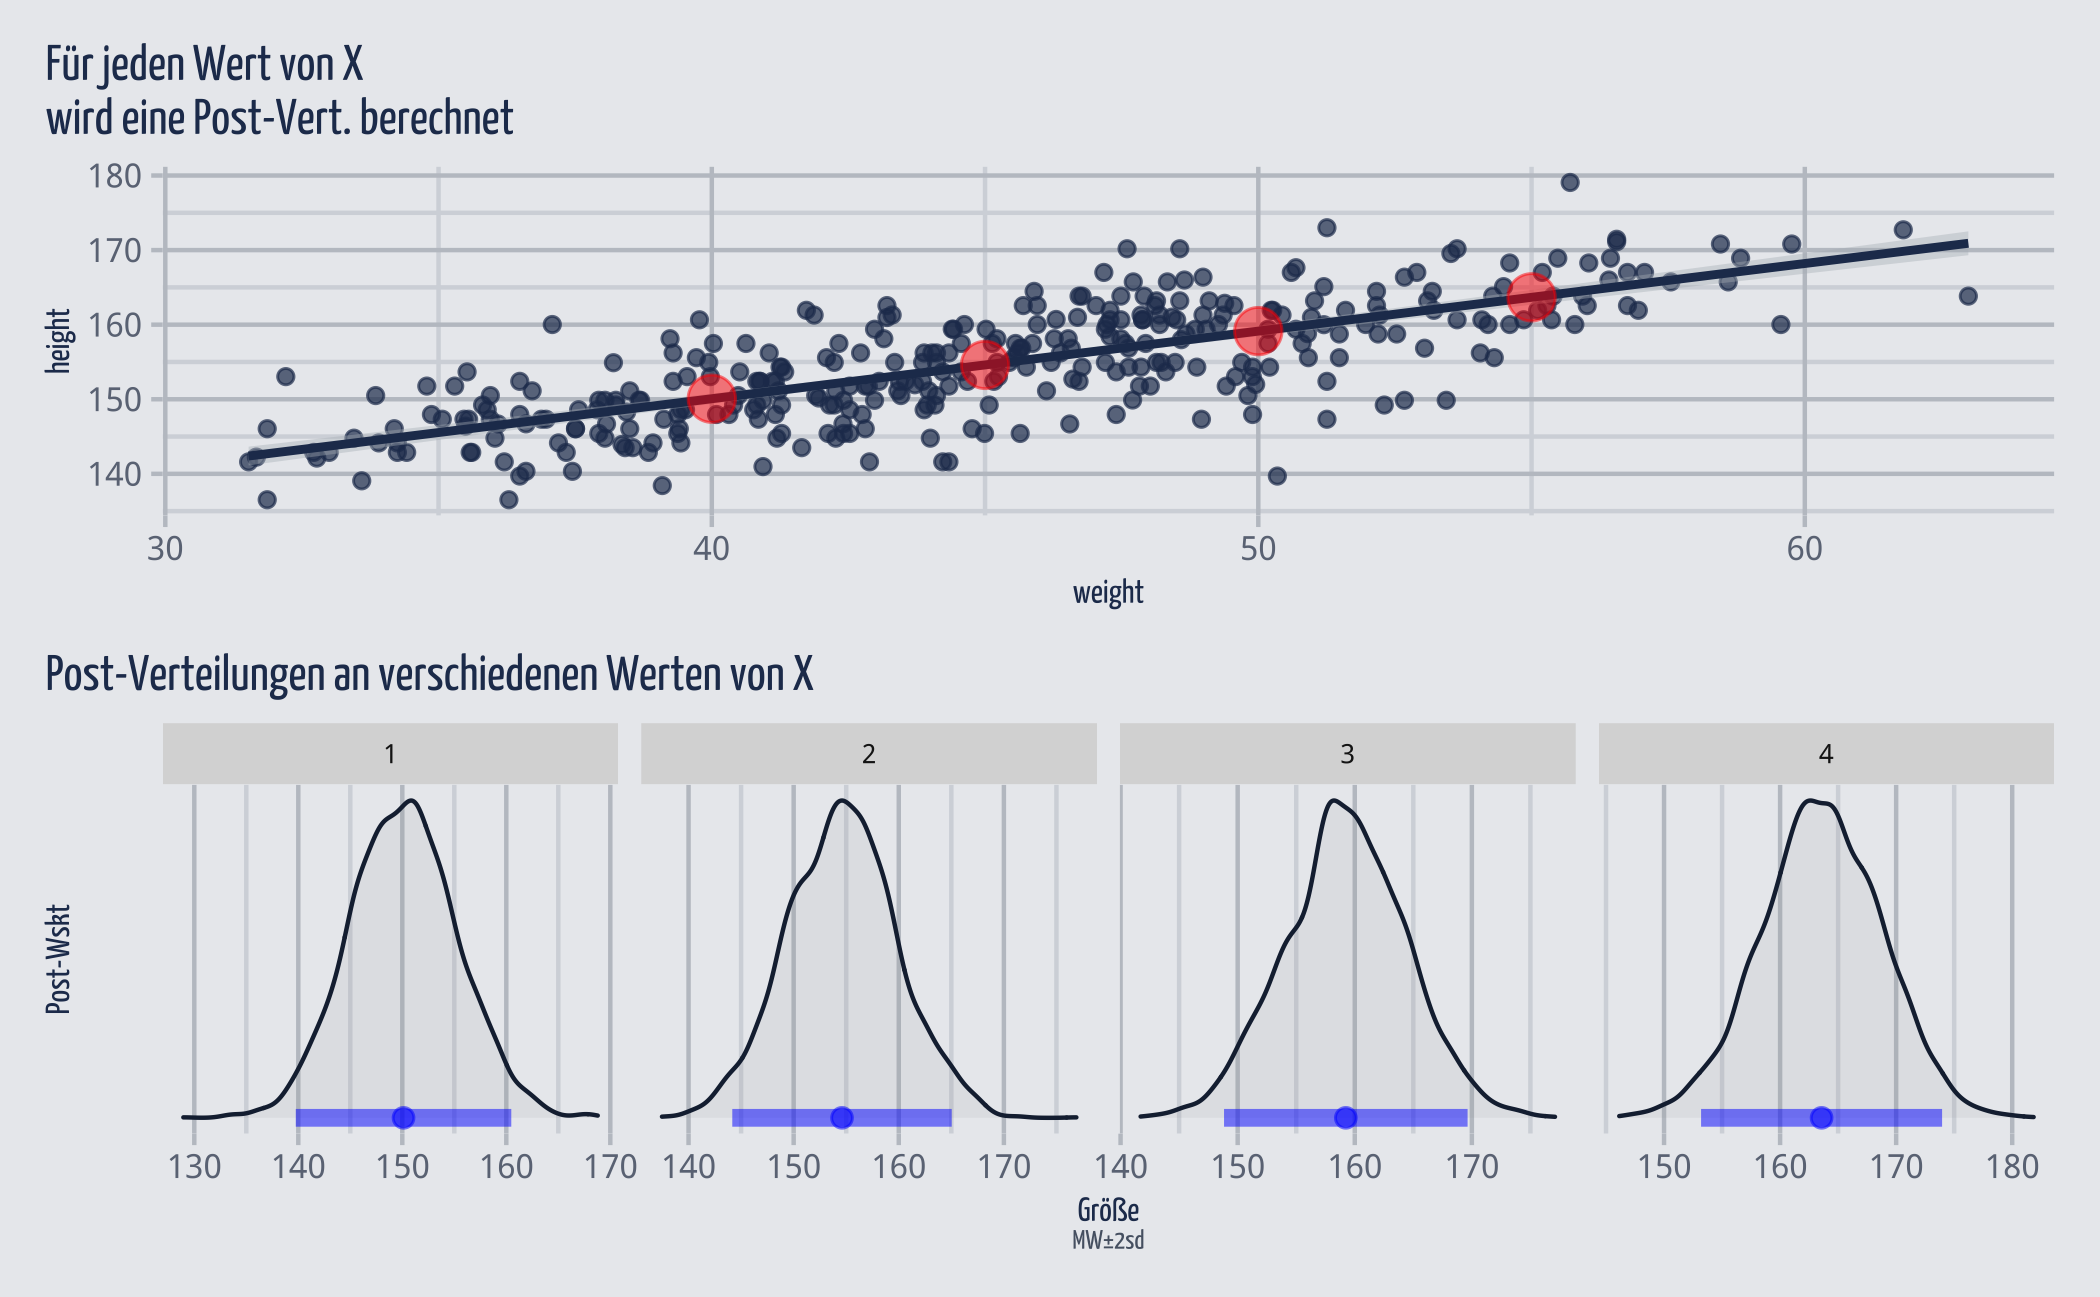 Für jeden Wert von X
wird eine Post-Vert. berechnet
180
170
160
150
140
height
30 40 50 60
weight
Post-Verteilungen an verschiedenen Werten von X
1 2 3 4
Post-Wskt
130 140 150 160 170 140 150 160 170 140 150 160 170 150 160 170 180
Größe
MW±2sd